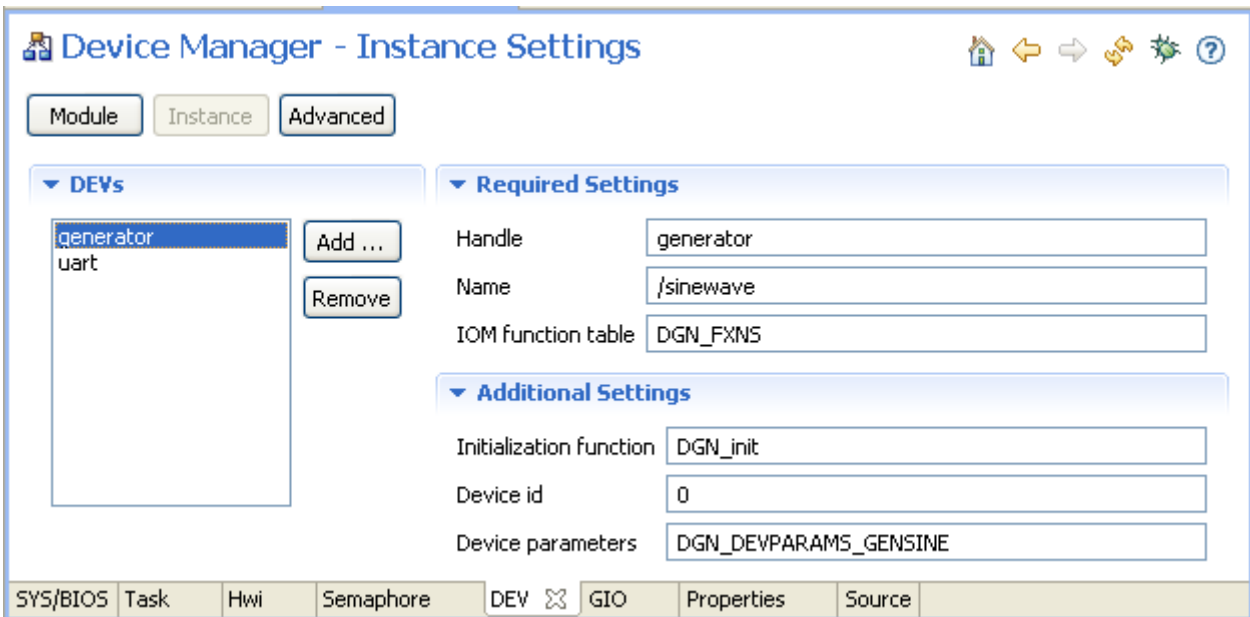 Device Manager - Instance Settings
Module Instance Advanced
DEVs
generator
uart
Add ...
Remove
Required Settings
Handle generator
Name /sinewave
IOM function table DGN_FXNS
Additional Settings
Initialization function DGN_init
Device id 0
Device parameters DGN_DEVPARAMS_GENSINE
SYS/BIOS Task Hwi Semaphore DEV GIO Properties Source